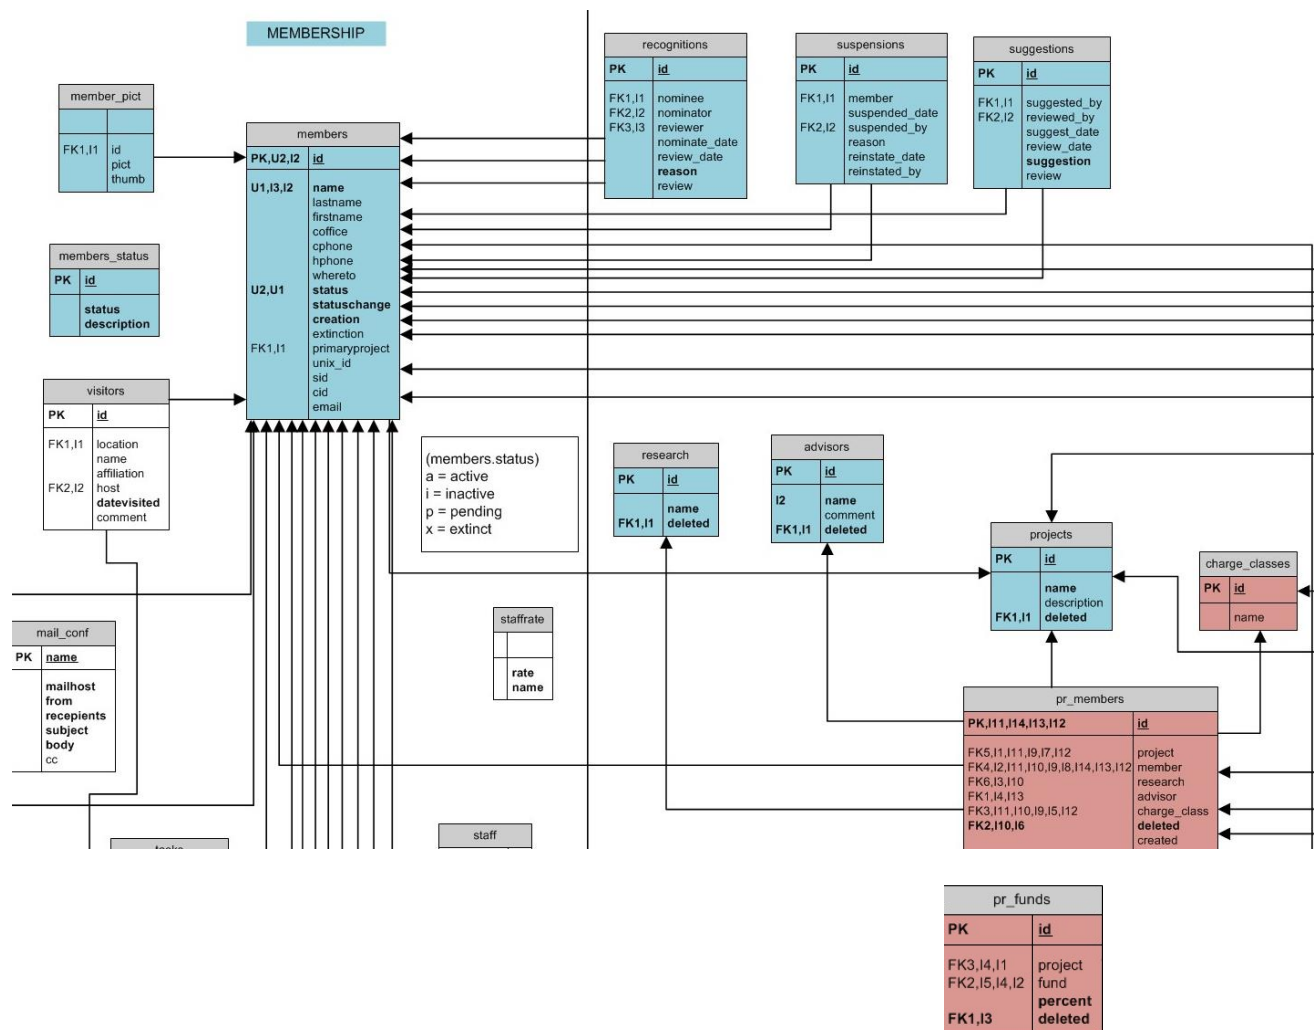 MEMBERSHIP
member_pict
FK1,I1 id
pict
thumb
members_status
PK id
status
description
visitors
PK id
FK1,I1 location
name
affiliation
FK2,I2 host
datevisited
comment
mail_conf
PK name
mailhost
from
recepients
subject
body
cc
members
PK,U2,I2 id
U1,I3,I2 name
lastname
firstname
coffice
cphone
hphone
whereto
U2,U1 status
statuschange
creation
extinction
FK1,I1 primaryproject
unix_id
sid
cid
email
(members.status)
a = active
i = inactive
p = pending
x = extinct
staffrate
rate
name
staff
recognitions
PK id
FK1,I1 nominee
FK2,I2 nominator
FK3,I3 reviewer
nominate_date
review_date
reason
review
suspensions
PK id
FK1,I1 member
suspended_date
FK2,I2 suspended_by
reason
reinstate_date
reinstated_by
suggestions
PK id
FK1,I1 suggested_by
FK2,I2 reviewed_by
suggest_date
review_date
suggestion
review
research
PK id
name
FK1,I1 deleted
advisors
PK id
I2 name
comment
FK1,I1 deleted
projects
PK id
name
description
FK1,I1 deleted
charge_classes
PK id
name
pr_members
PK,I11,I14,I13,I12 id
FK5,I1,I11,I9,I7,I12 project
FK4,I2,I11,I10,I9,I8,I14,I13,I12 member
FK6,I3,I10 research
FK1,I4,I13 advisor
FK3,I11,I10,I9,I5,I12 charge_class
FK2,I10,I6 deleted
created
pr_funds
PK id
FK3,I4,I1 project
FK2,I5,I4,I2 fund
percent
FK1,I3 deleted